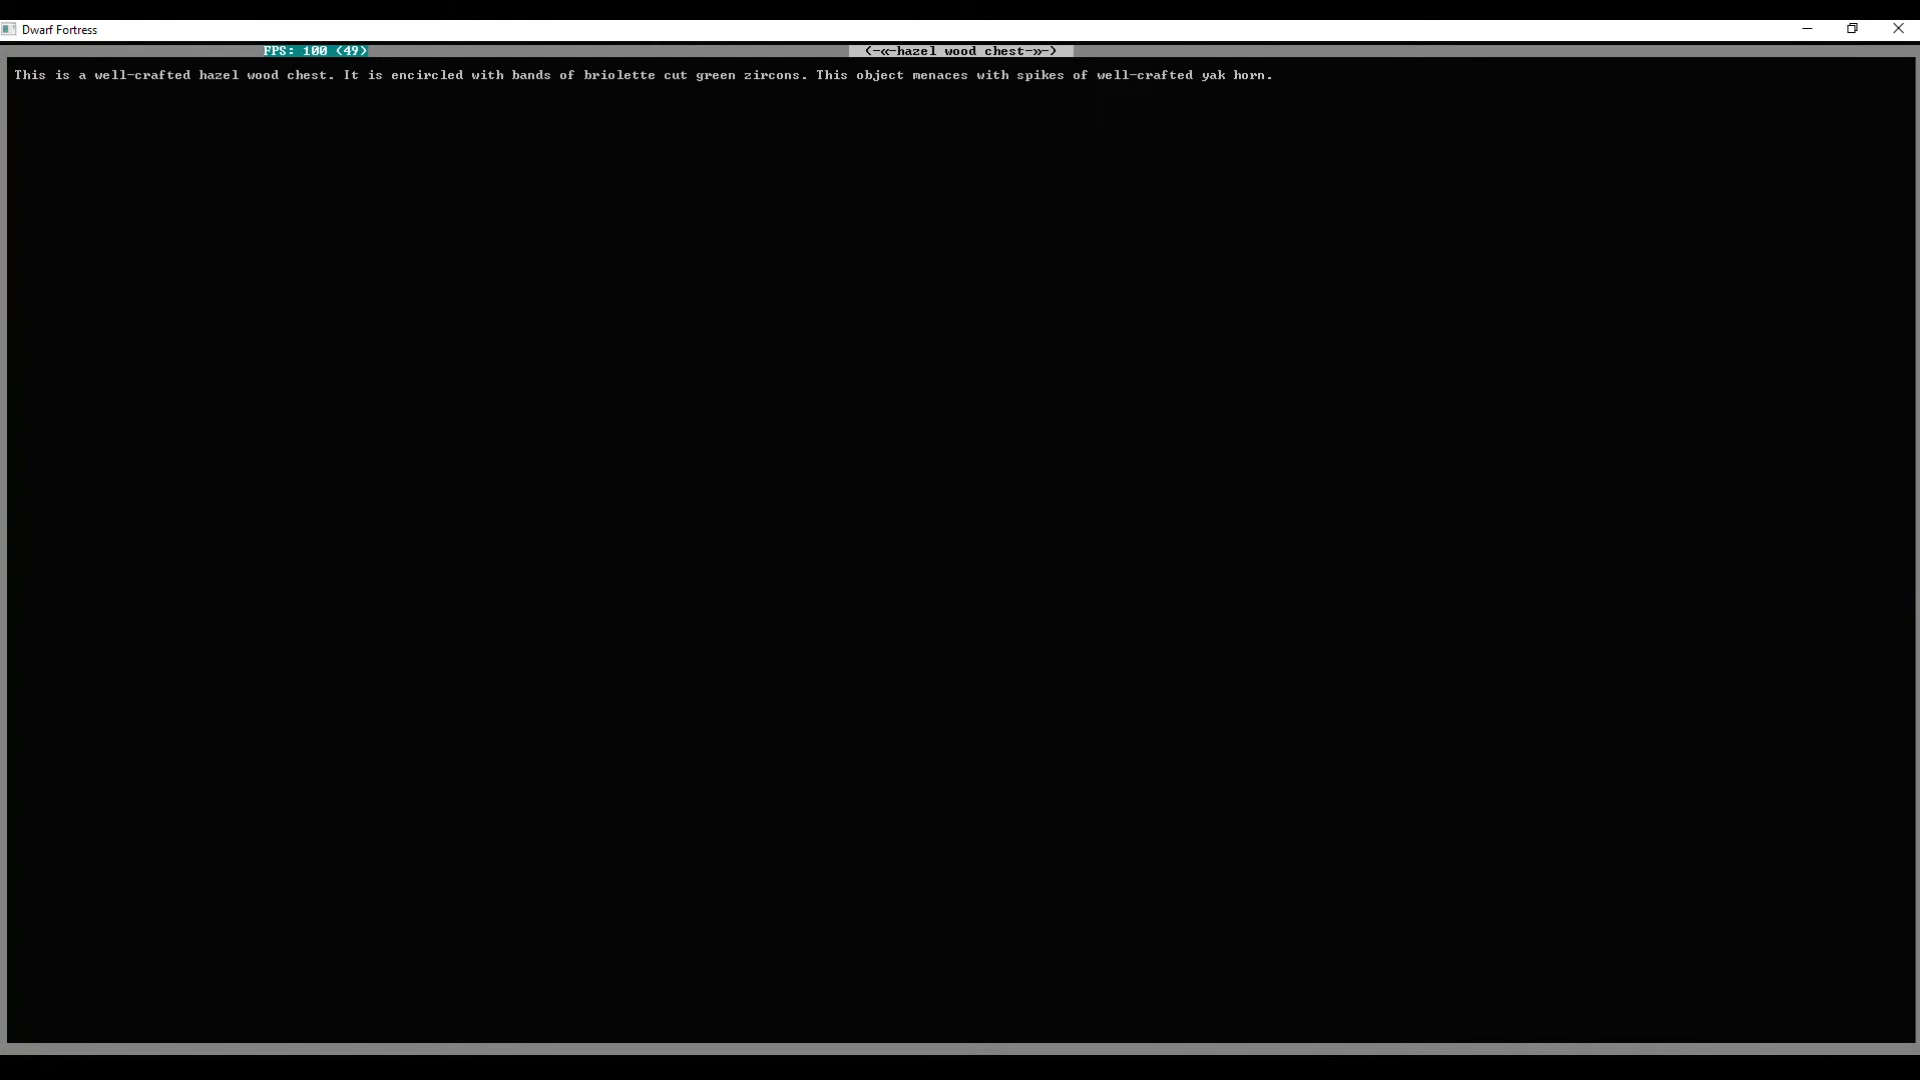 Dwarf Fortress
FPS: 100 (49)
(-«-hazel wood chest-»-)
This is a well-crafted hazel wood chest. It is encircled with bands of briolette cut green zircons. This object menaces with spikes of well-crafted yak horn.